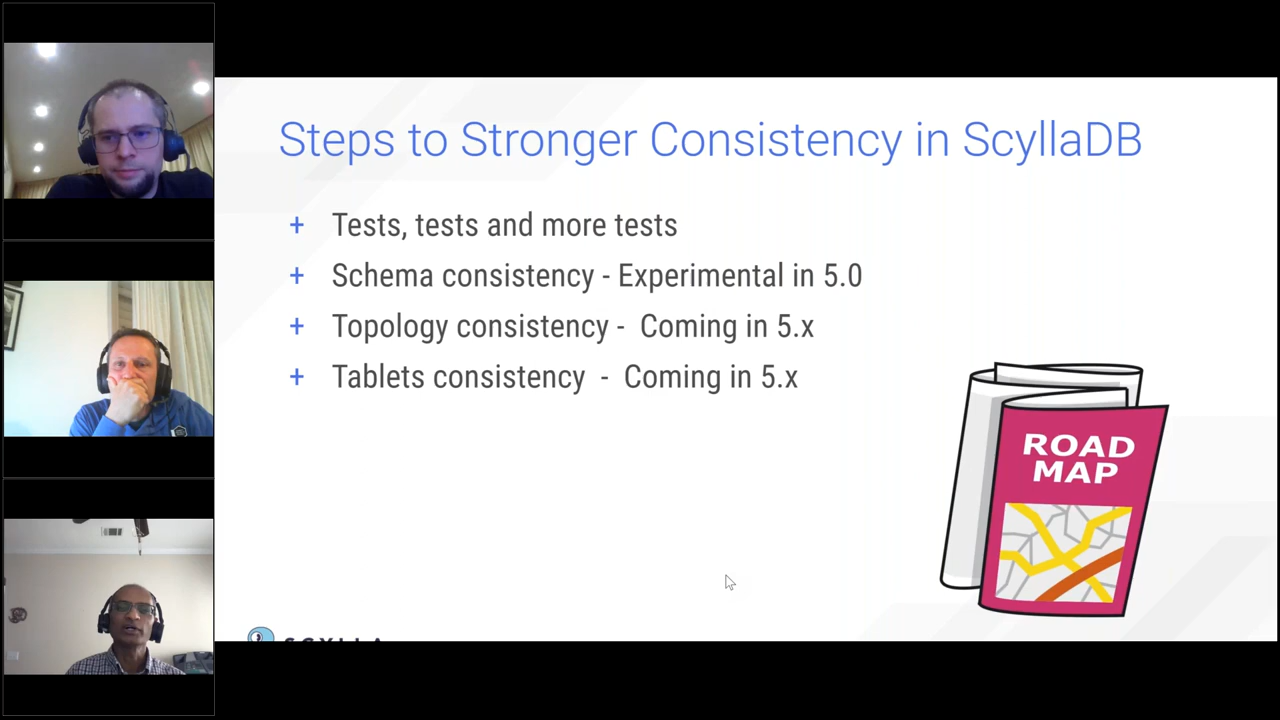 Steps to Stronger Consistency in ScyllaDB
+ Tests, tests and more tests
+ Schema consistency - Experimental in 5.0
+ Topology consistency - Coming in 5.x
+ Tablets consistency - Coming in 5.x
ROAD
MAP
SCYLLA